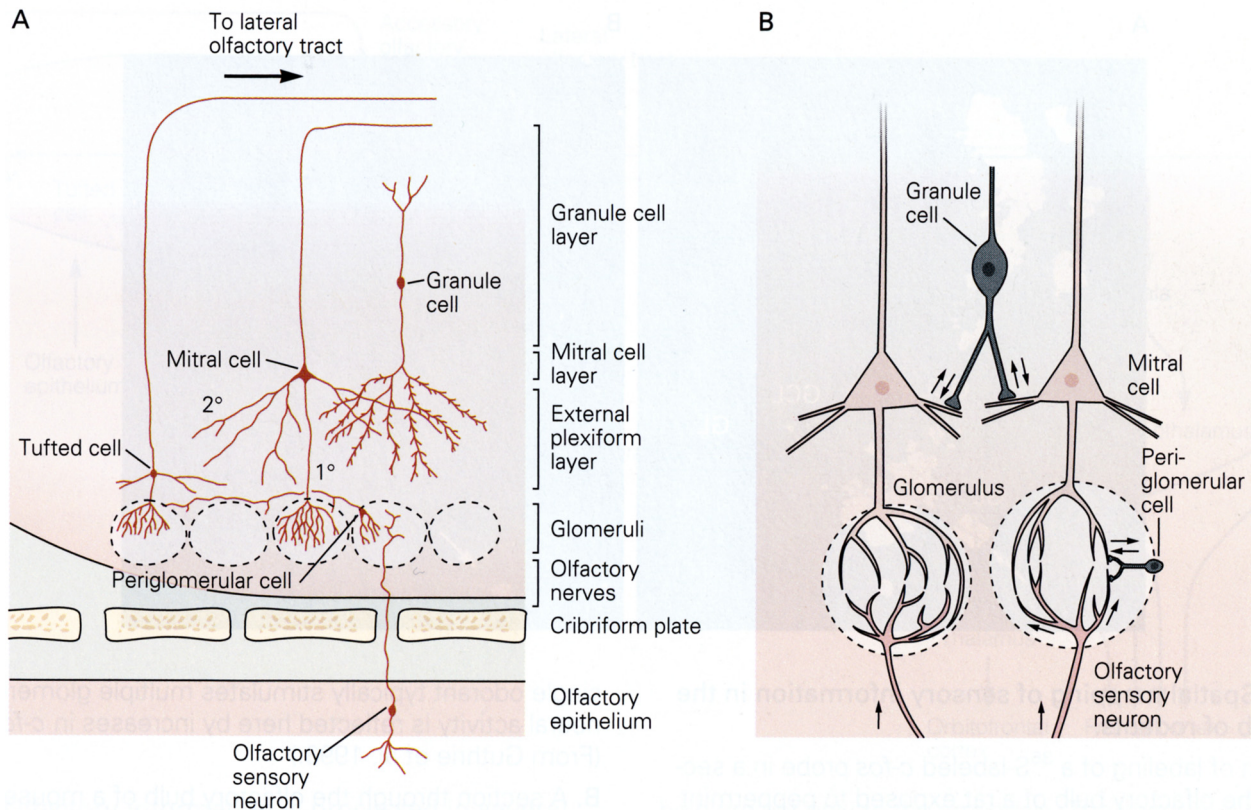 A
To lateral
olfactory tract
Granule cell
layer
Granule
cell
Mitral cell
Mitral cell
layer
2°
External
plexiform
layer
Tufted cell
1°
Glomeruli
Periglomerular cell
Olfactory
nerves
Cribriform plate
Olfactory
epithelium
Olfactory
sensory
neuron
B
Granule
cell
Mitral
cell
Glomerulus
Peri-
glomerular
cell
Olfactory
sensory
neuron